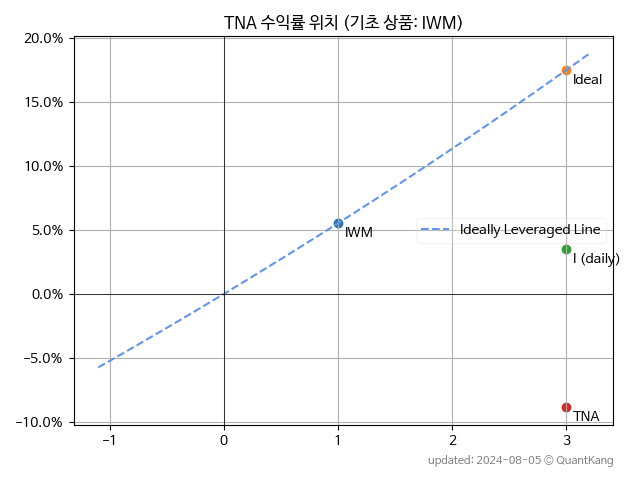 TNA 수익률 위치 (기초 상품: IWM)
20.0%
15.0%
10.0%
5.0%
0.0%
−5.0%
−10.0%
Ideal
IWM
Ideally Leveraged Line
I (daily)
TNA
−1
0
1
2
3
updated: 2024-08-05 © QuantKang